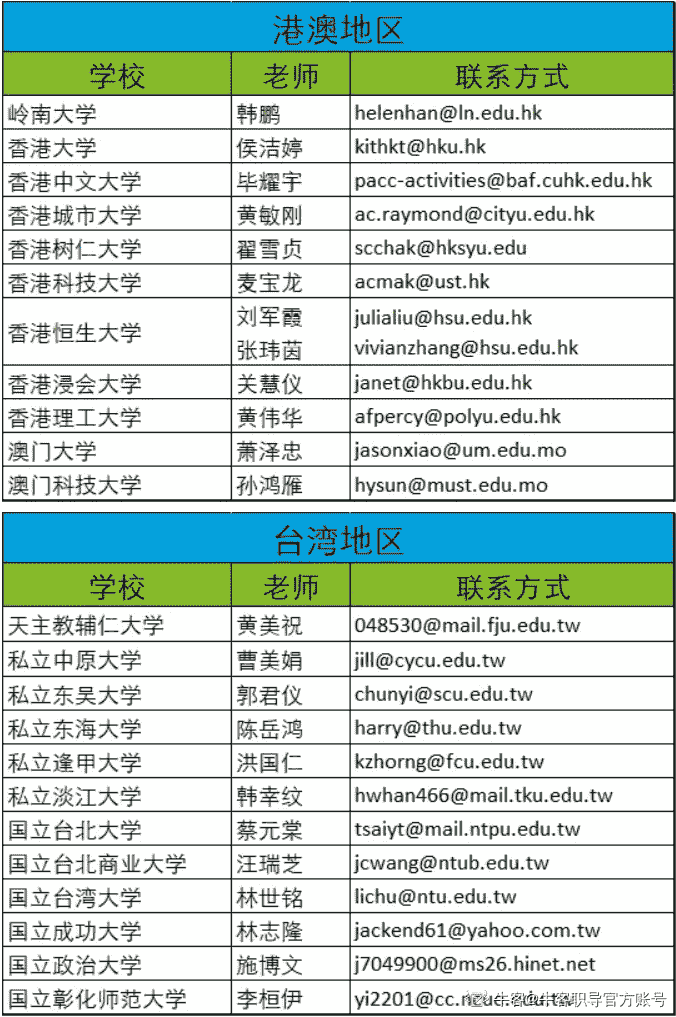 港澳地区
学校 老师 联系方式
岭南大学 韩鹏 helenhan@ln.edu.hk
香港大学 侯洁婷 kithkt@hku.hk
香港中文大学 毕耀宇 pacc-activities@baf.cuhk.edu.hk
香港城市大学 黄敏刚 ac.raymond@cityu.edu.hk
香港树仁大学 翟雪贞 scchak@hksyu.edu
香港科技大学 麦宝龙 acmak@ust.hk
香港恒生大学 刘军霞 julialiu@hsu.edu.hk
张玮茵 vivianzhang@hsu.edu.hk
香港浸会大学 关慧仪 janet@hkbu.edu.hk
香港理工大学 黄伟华 afpercy@polyu.edu.hk
澳门大学 萧泽忠 jasonxiao@um.edu.mo
澳门科技大学 孙鸿雁 hysun@must.edu.mo
台湾地区
学校 老师 联系方式
天主教辅仁大学 黄美祝 048530@mail.fju.edu.tw
私立中原大学 曹美娟 jill@cycu.edu.tw
私立东吴大学 郭君仪 chunyi@scu.edu.tw
私立东海大学 陈岳鸿 harry@thu.edu.tw
私立逢甲大学 洪国仁 kzhorng@fcu.edu.tw
私立淡江大学 韩幸纹 hwhan466@mail.tku.edu.tw
国立台北大学 蔡元棠 tsaiyt@mail.ntpu.edu.tw
国立台北商业大学 汪瑞芝 jcwang@ntub.edu.tw
国立台湾大学 林世铭 lichu@ntu.edu.tw
国立成功大学 林志隆 jackend61@yahoo.com.tw
国立政治大学 施博文 j7049900@ms26.hinet.net
国立彰化师范大学 李桓伊 yi2201@cc.
牛客@牛客职导官方账号